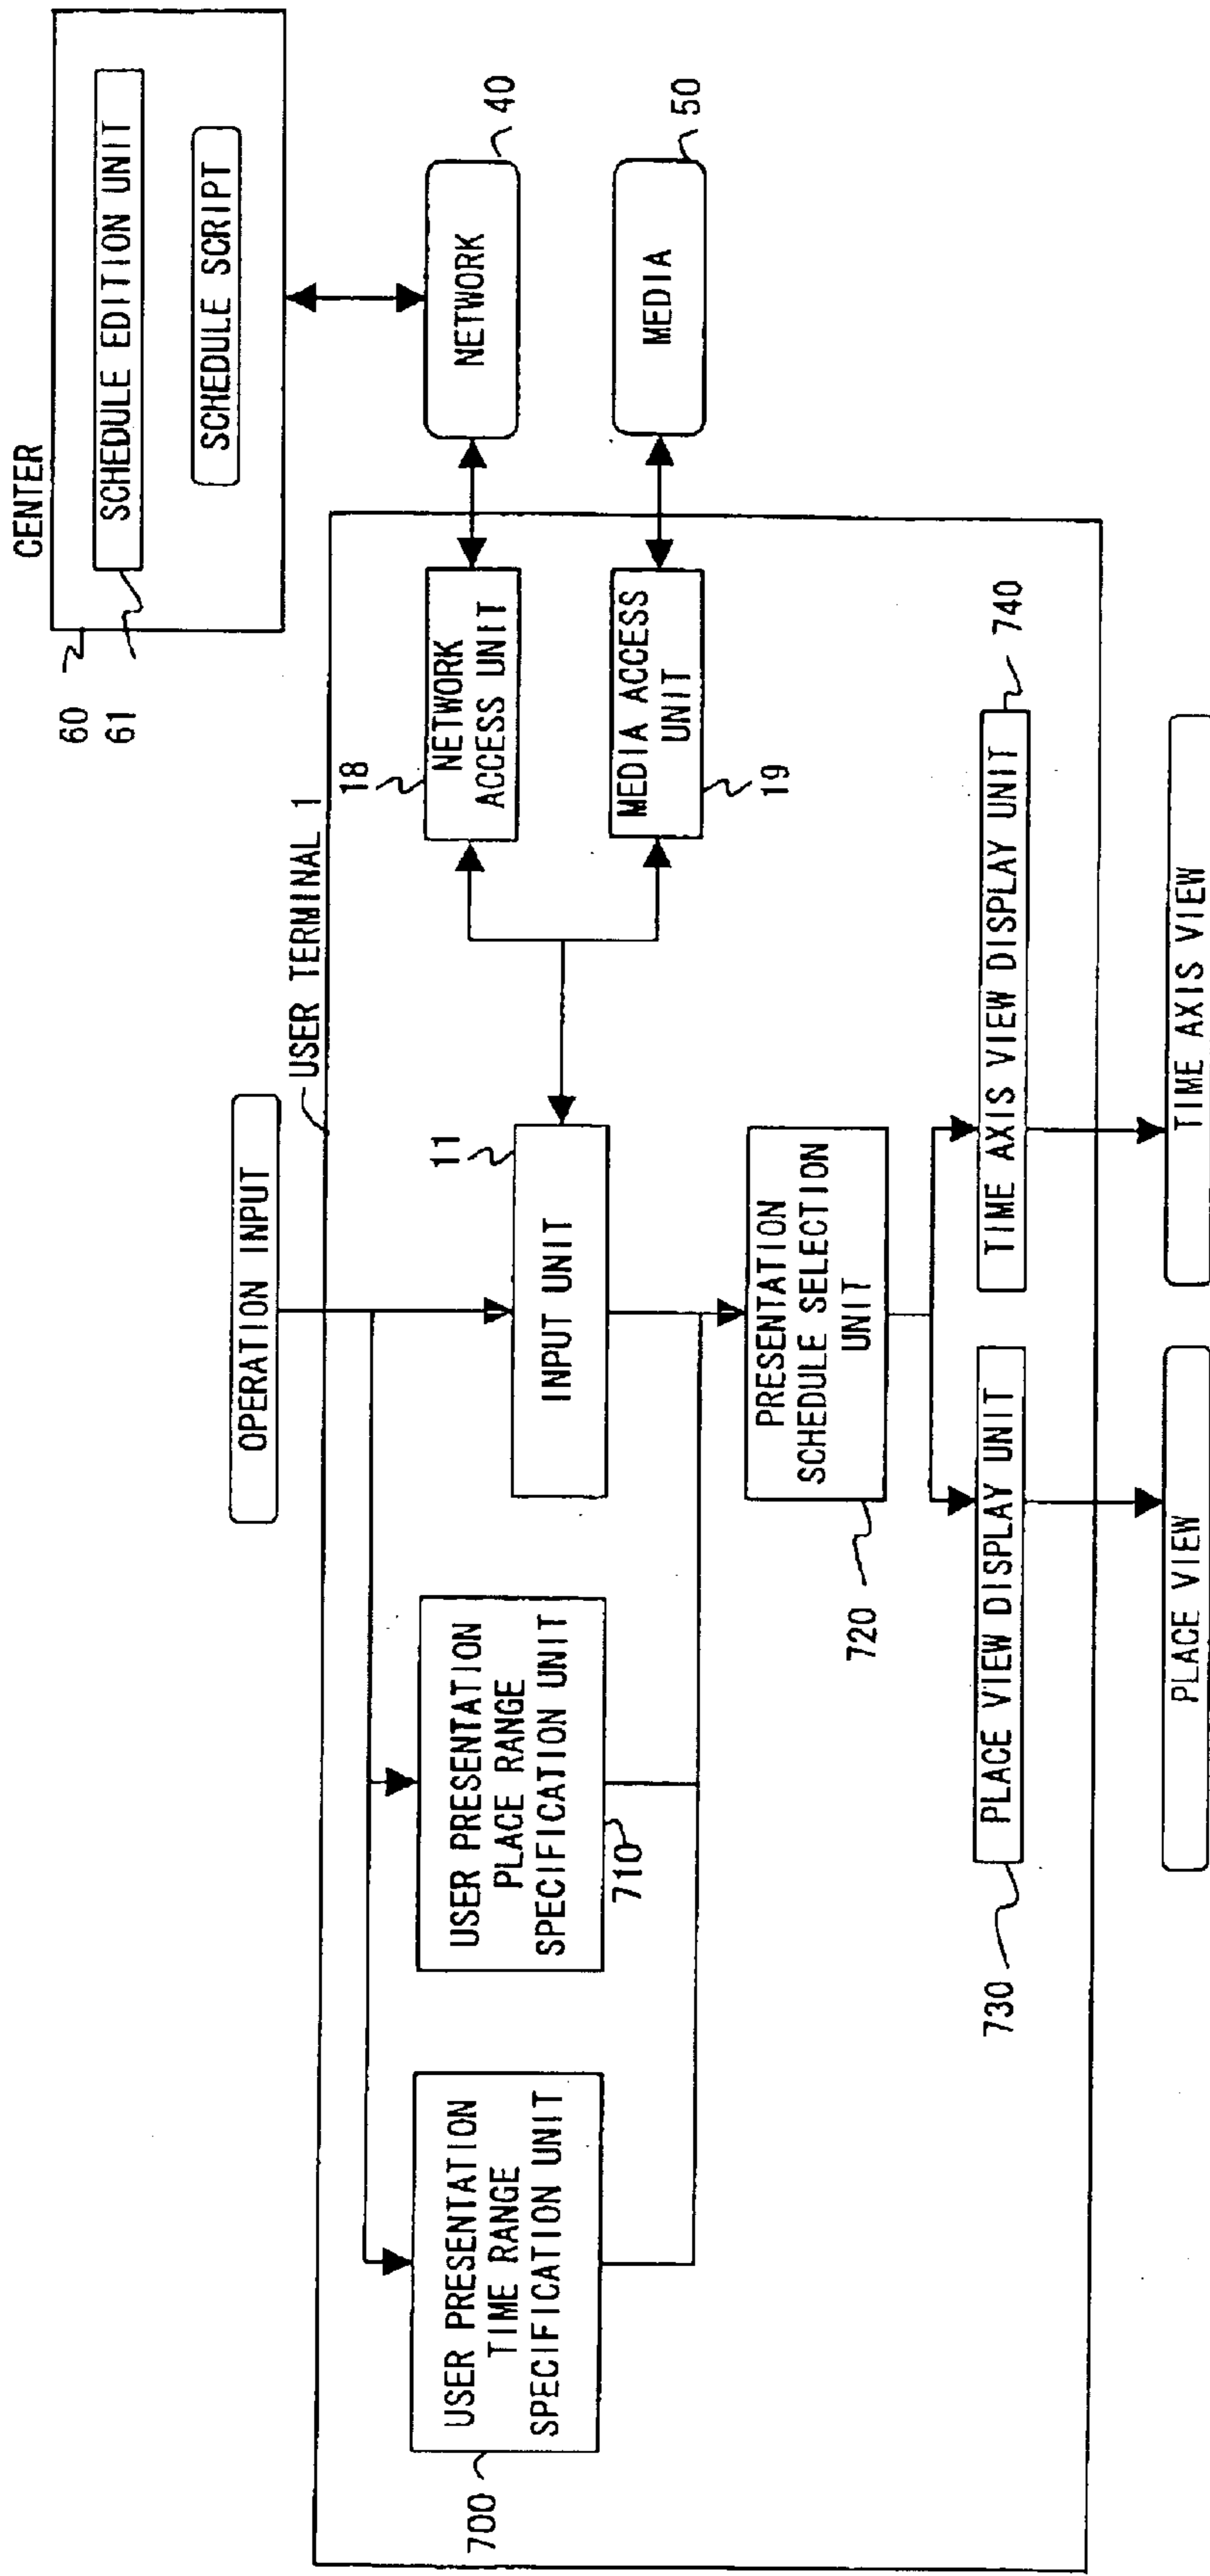 CENTER
60
61
SCHEDULE EDITION UNIT
SCHEDULE SCRIPT
OPERATION INPUT
USER TERMINAL 1
700
USER PRESENTATION
TIME RANGE
SPECIFICATION UNIT
USER PRESENTATION
PLACE RANGE
SPECIFICATION UNIT
710
11
INPUT UNIT
18
NETWORK
ACCESS UNIT
NETWORK
40
MEDIA ACCESS
UNIT
19
MEDIA
50
PRESENTATION
SCHEDULE SELECTION
UNIT
720
730
PLACE VIEW DISPLAY UNIT
TIME AXIS VIEW DISPLAY UNIT
740
PLACE VIEW
TIME AXIS VIEW